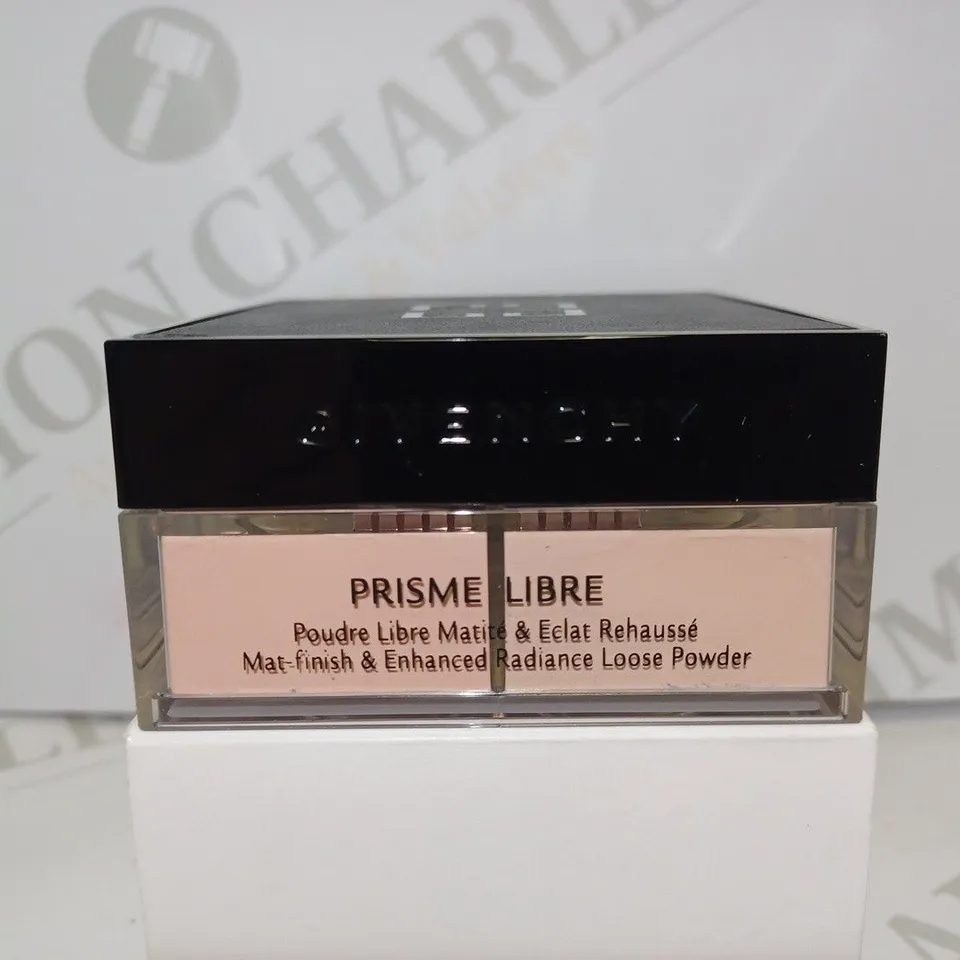 GIVENCHY
PRISME LIBRE
Poudre Libre Matité & Eclat Rehaussé
Mat-finish & Enhanced Radiance Loose Powder